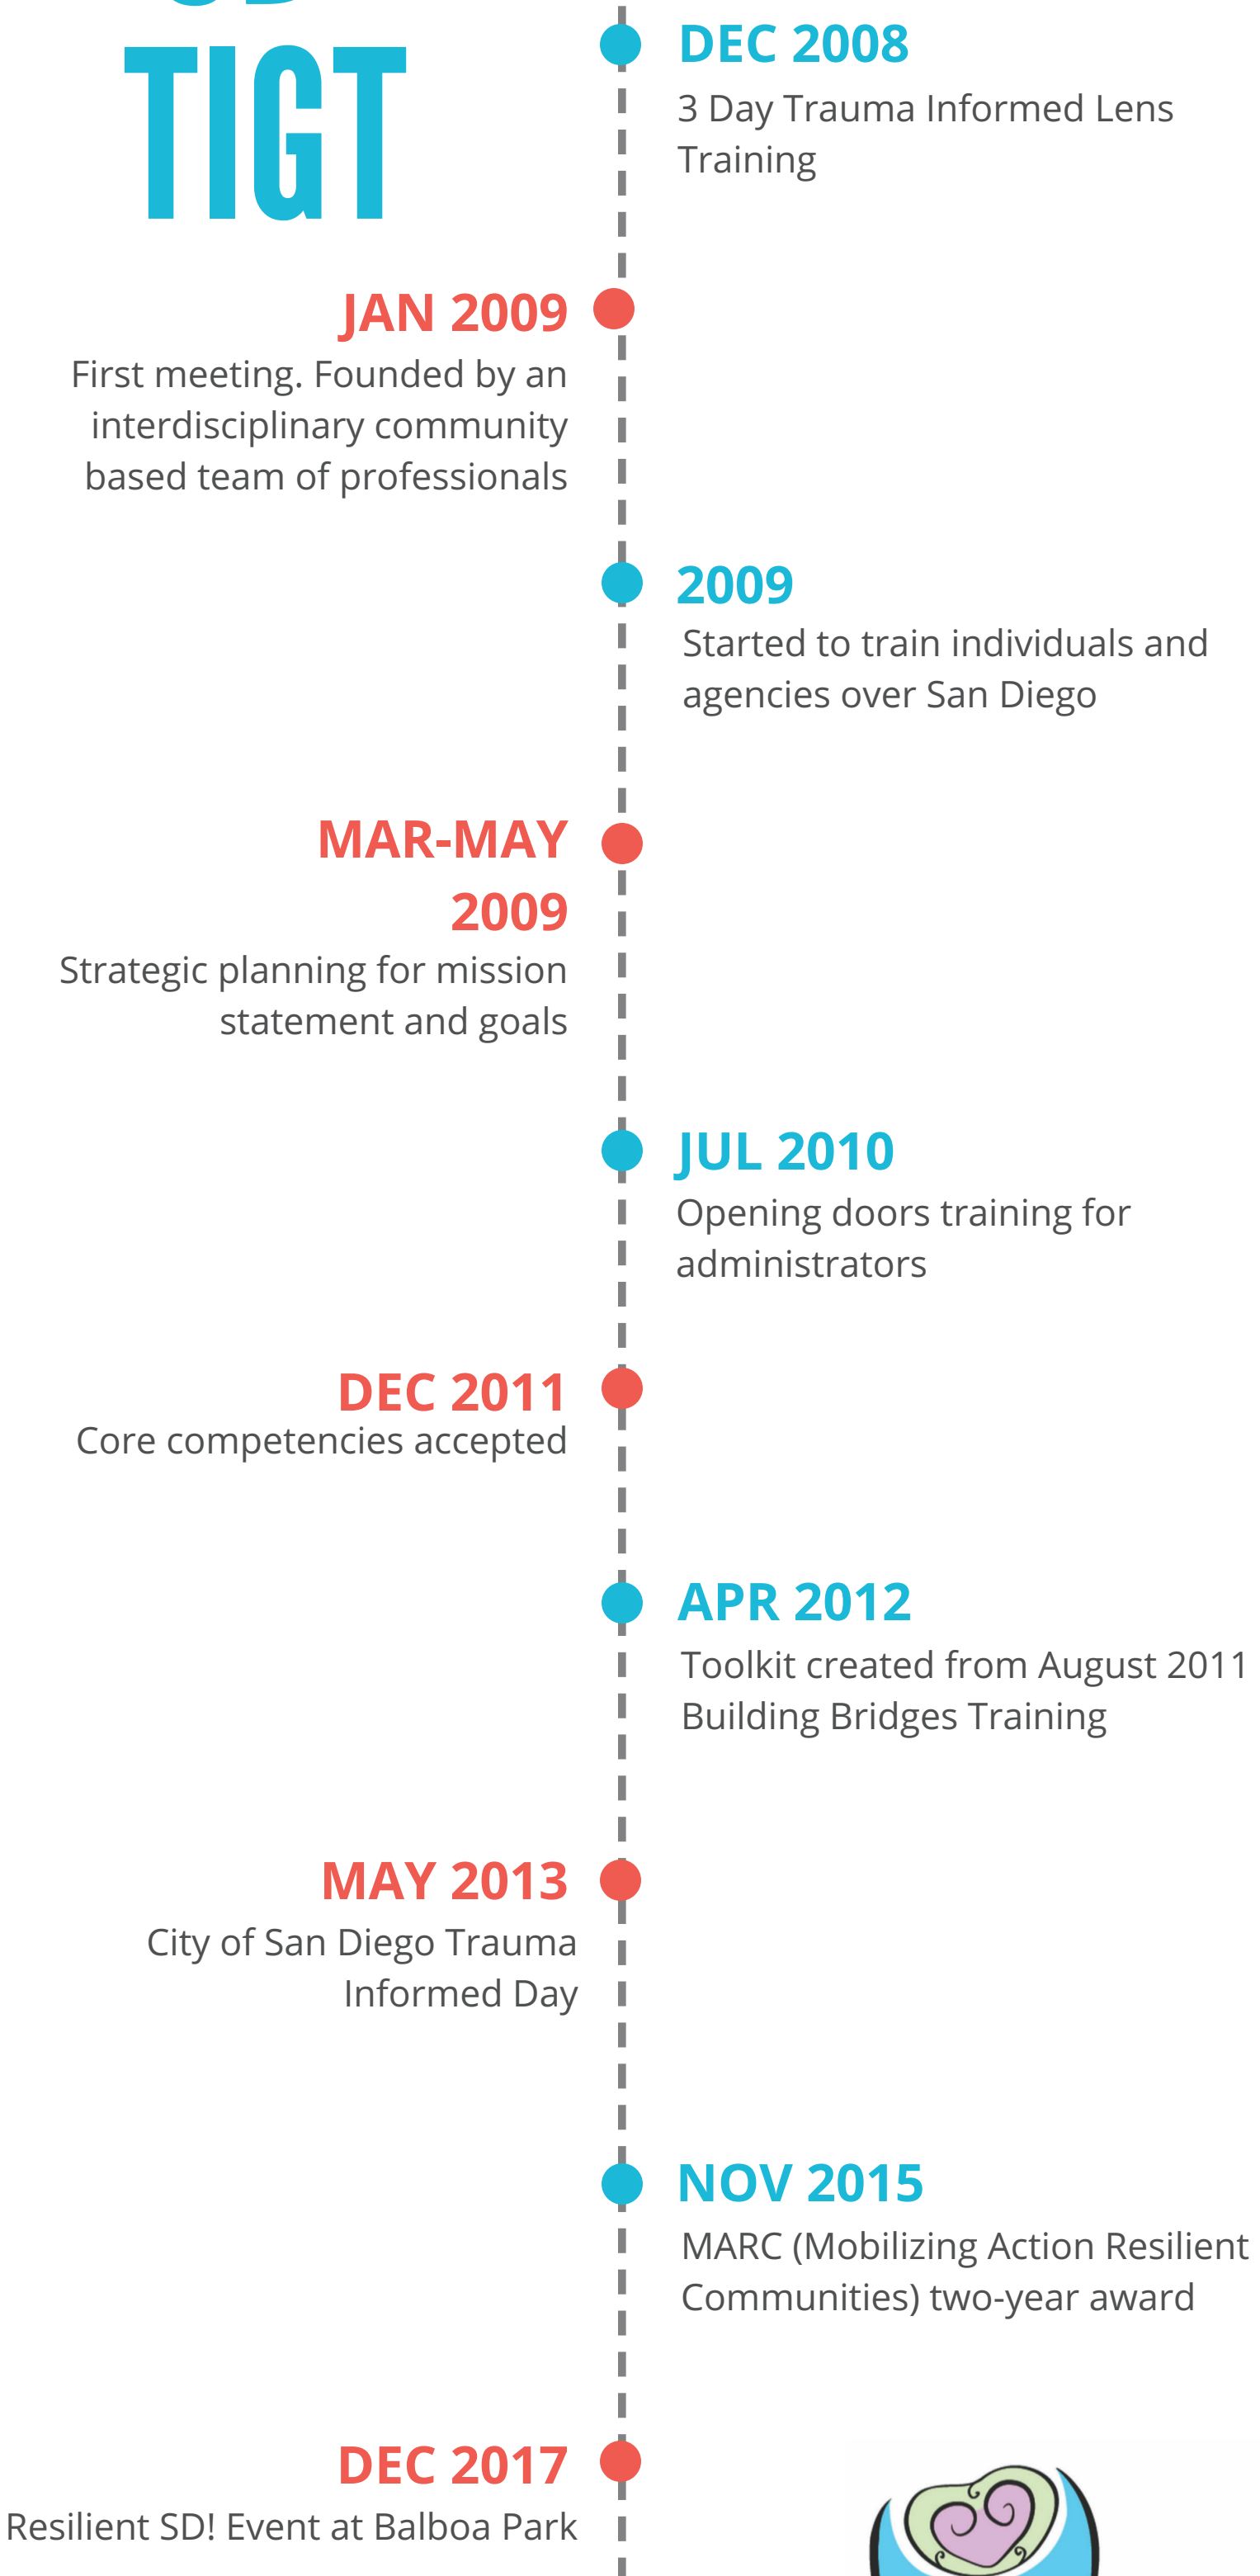 TIGT
DEC 2008
3 Day Trauma Informed Lens
Training
JAN 2009
First meeting. Founded by an
interdisciplinary community
based team of professionals
2009
Started to train individuals and
agencies over San Diego
MAR-MAY
2009
Strategic planning for mission
statement and goals
JUL 2010
Opening doors training for
administrators
DEC 2011
Core competencies accepted
APR 2012
Toolkit created from August 2011
Building Bridges Training
MAY 2013
City of San Diego Trauma
Informed Day
NOV 2015
MARC (Mobilizing Action Resilient
Communities) two-year award
DEC 2017
Resilient SD! Event at Balboa Park